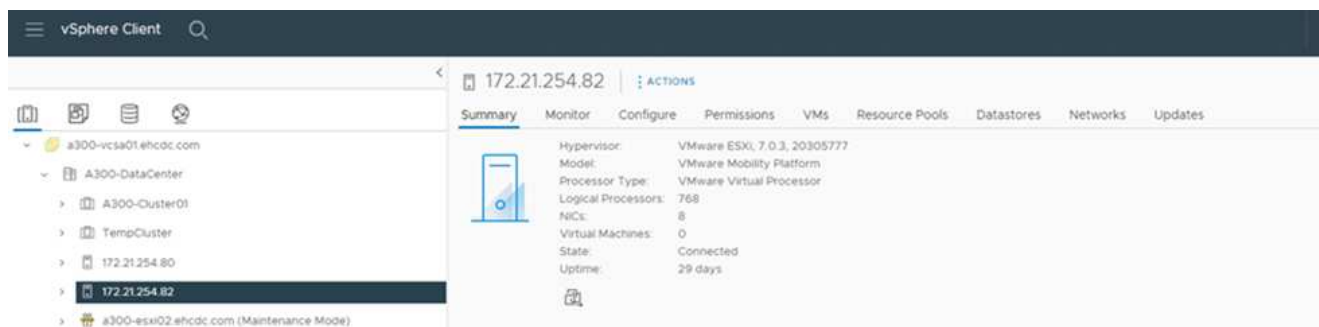 vSphere Client
172.21.254.82 ACTIONS
Summary Monitor Configure Permissions VMs Resource Pools Datastores Networks Updates
a300-vcsa01.ehcdc.com
A300-DataCenter
A300-Cluster01
TempCluster
172.21.254.80
172.21.254.82
a300-esxi02.ehcdc.com (Maintenance Mode)
Hypervisor: VMware ESXi, 7.0.3, 20305777
Model: VMware Mobility Platform
Processor Type: VMware Virtual Processor
Logical Processors: 768
NICs: 8
Virtual Machines: 0
State: Connected
Uptime: 29 days